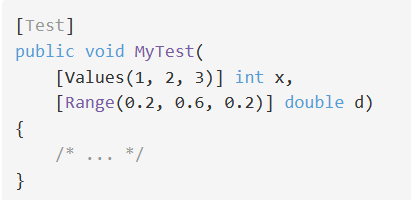 [Test]
public void MyTest(
    [Values(1, 2, 3)] int x,
    [Range(0.2, 0.6, 0.2)] double d)
{
    /* ... */
}